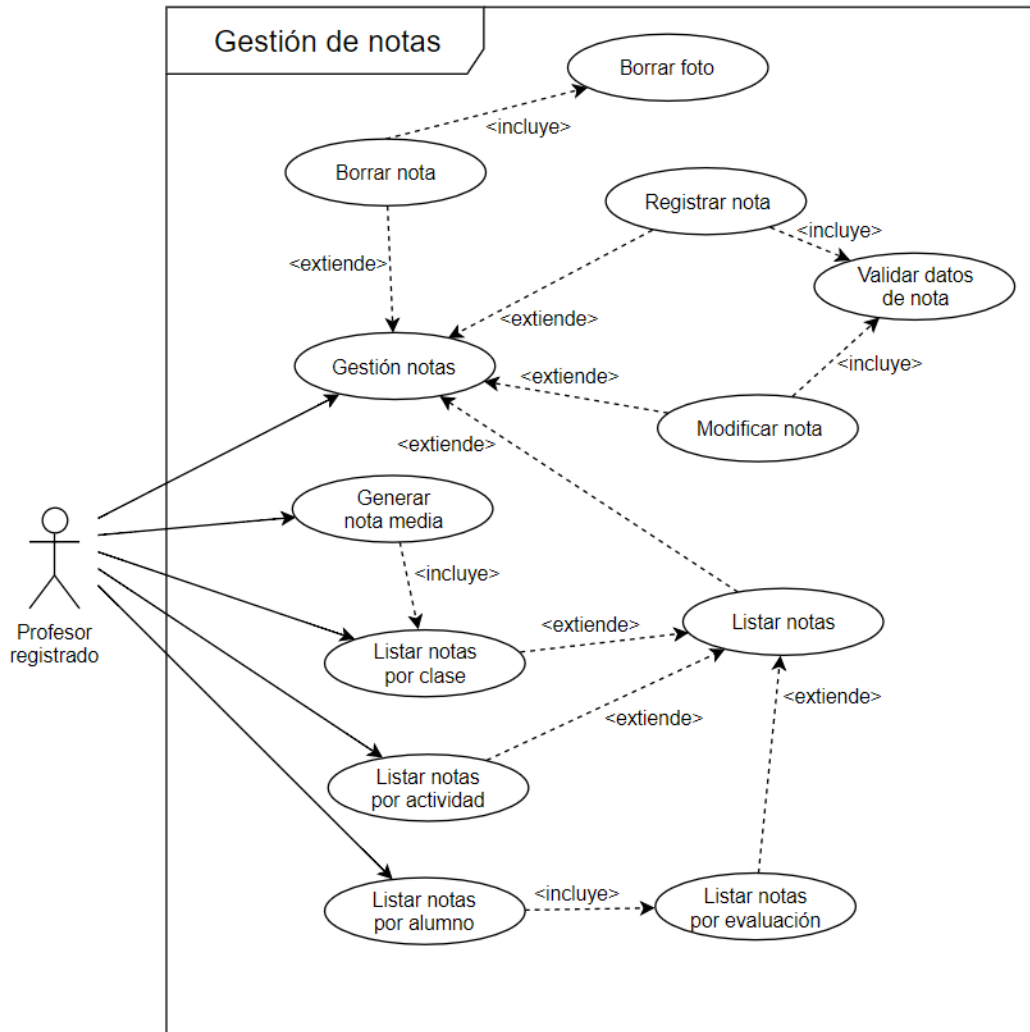 Gestión de notas
Borrar foto
<incluye>
Borrar nota
Registrar nota
<incluye>
<extiende>
Validar datos
de nota
<extiende>
Gestión notas
<extiende>
<incluye>
Modificar nota
<extiende>
Generar
nota media
<incluye>
Profesor
registrado
Listar notas
por clase
<extiende>
Listar notas
<extiende>
<extiende>
Listar notas
por actividad
Listar notas
por alumno
<incluye>
Listar notas
por evaluación